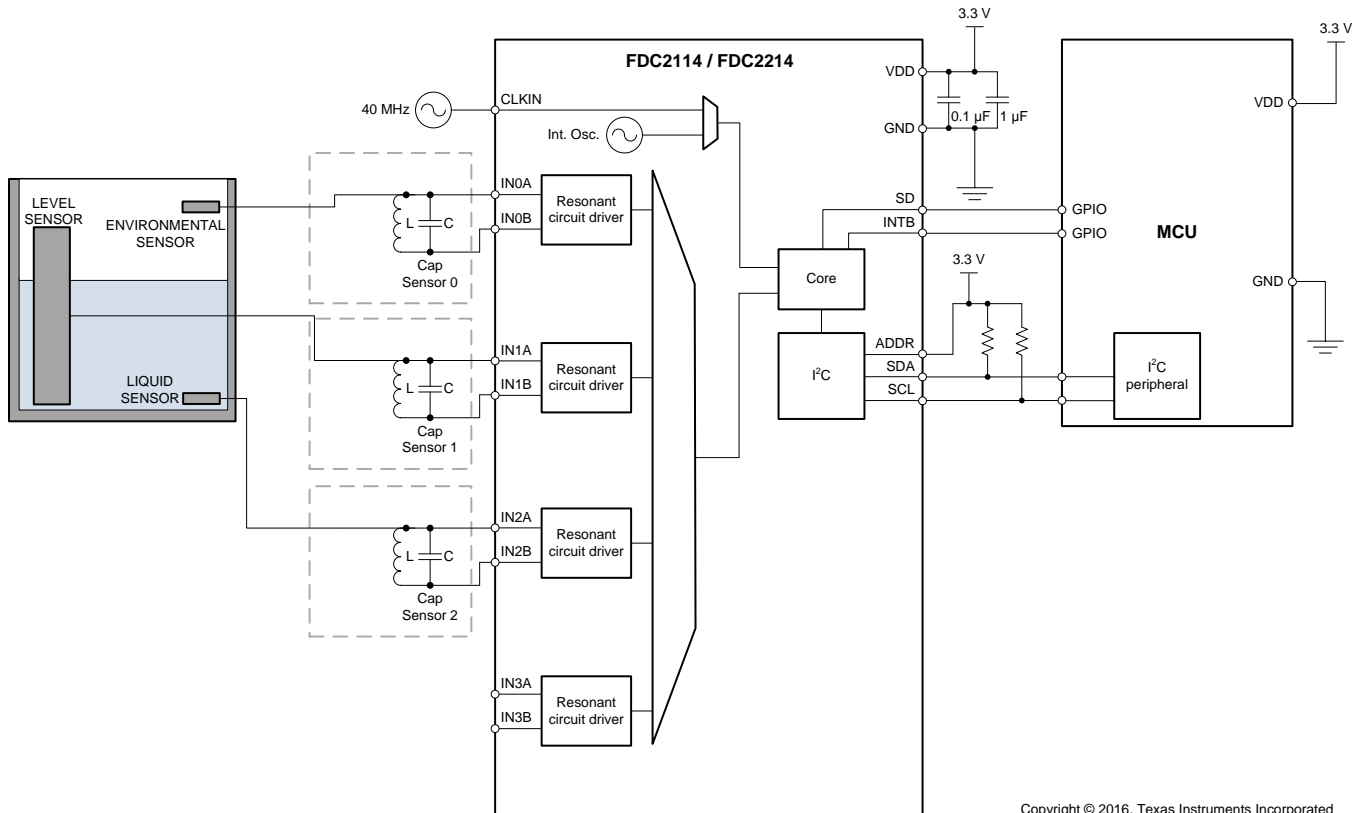 3.3 V
3.3 V
FDC2114 / FDC2214
VDD
40 MHz
CLKIN
0.1 µF
1 µF
VDD
Int. Osc.
GND
LEVEL
SENSOR
ENVIRONMENTAL
SENSOR
LIQUID
SENSOR
L
C
Cap
Sensor 0
IN0A
IN0B
Resonant
circuit driver
L
C
Cap
Sensor 1
IN1A
IN1B
Resonant
circuit driver
L
C
Cap
Sensor 2
IN2A
IN2B
Resonant
circuit driver
IN3A
IN3B
Resonant
circuit driver
Core
I²C
SD
INTB
3.3 V
ADDR
SDA
SCL
GPIO
GPIO
MCU
GND
I²C
peripheral
Copyright © 2016, Texas Instruments Incorporated